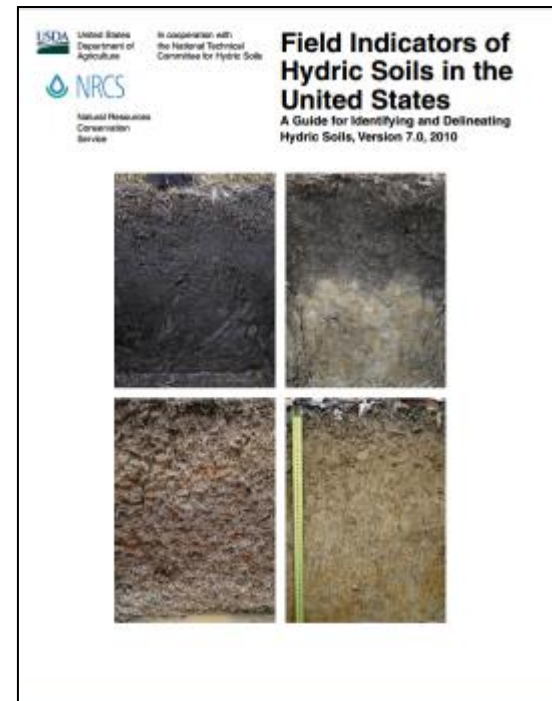 USDA
United States
Department of
Agriculture
NRCS
Natural Resources
Conservation
Service
In cooperation with
the National Technical
Committee for Hydric Soils
Field Indicators of
Hydric Soils in the
United States
A Guide for Identifying and Delineating
Hydric Soils, Version 7.0, 2010